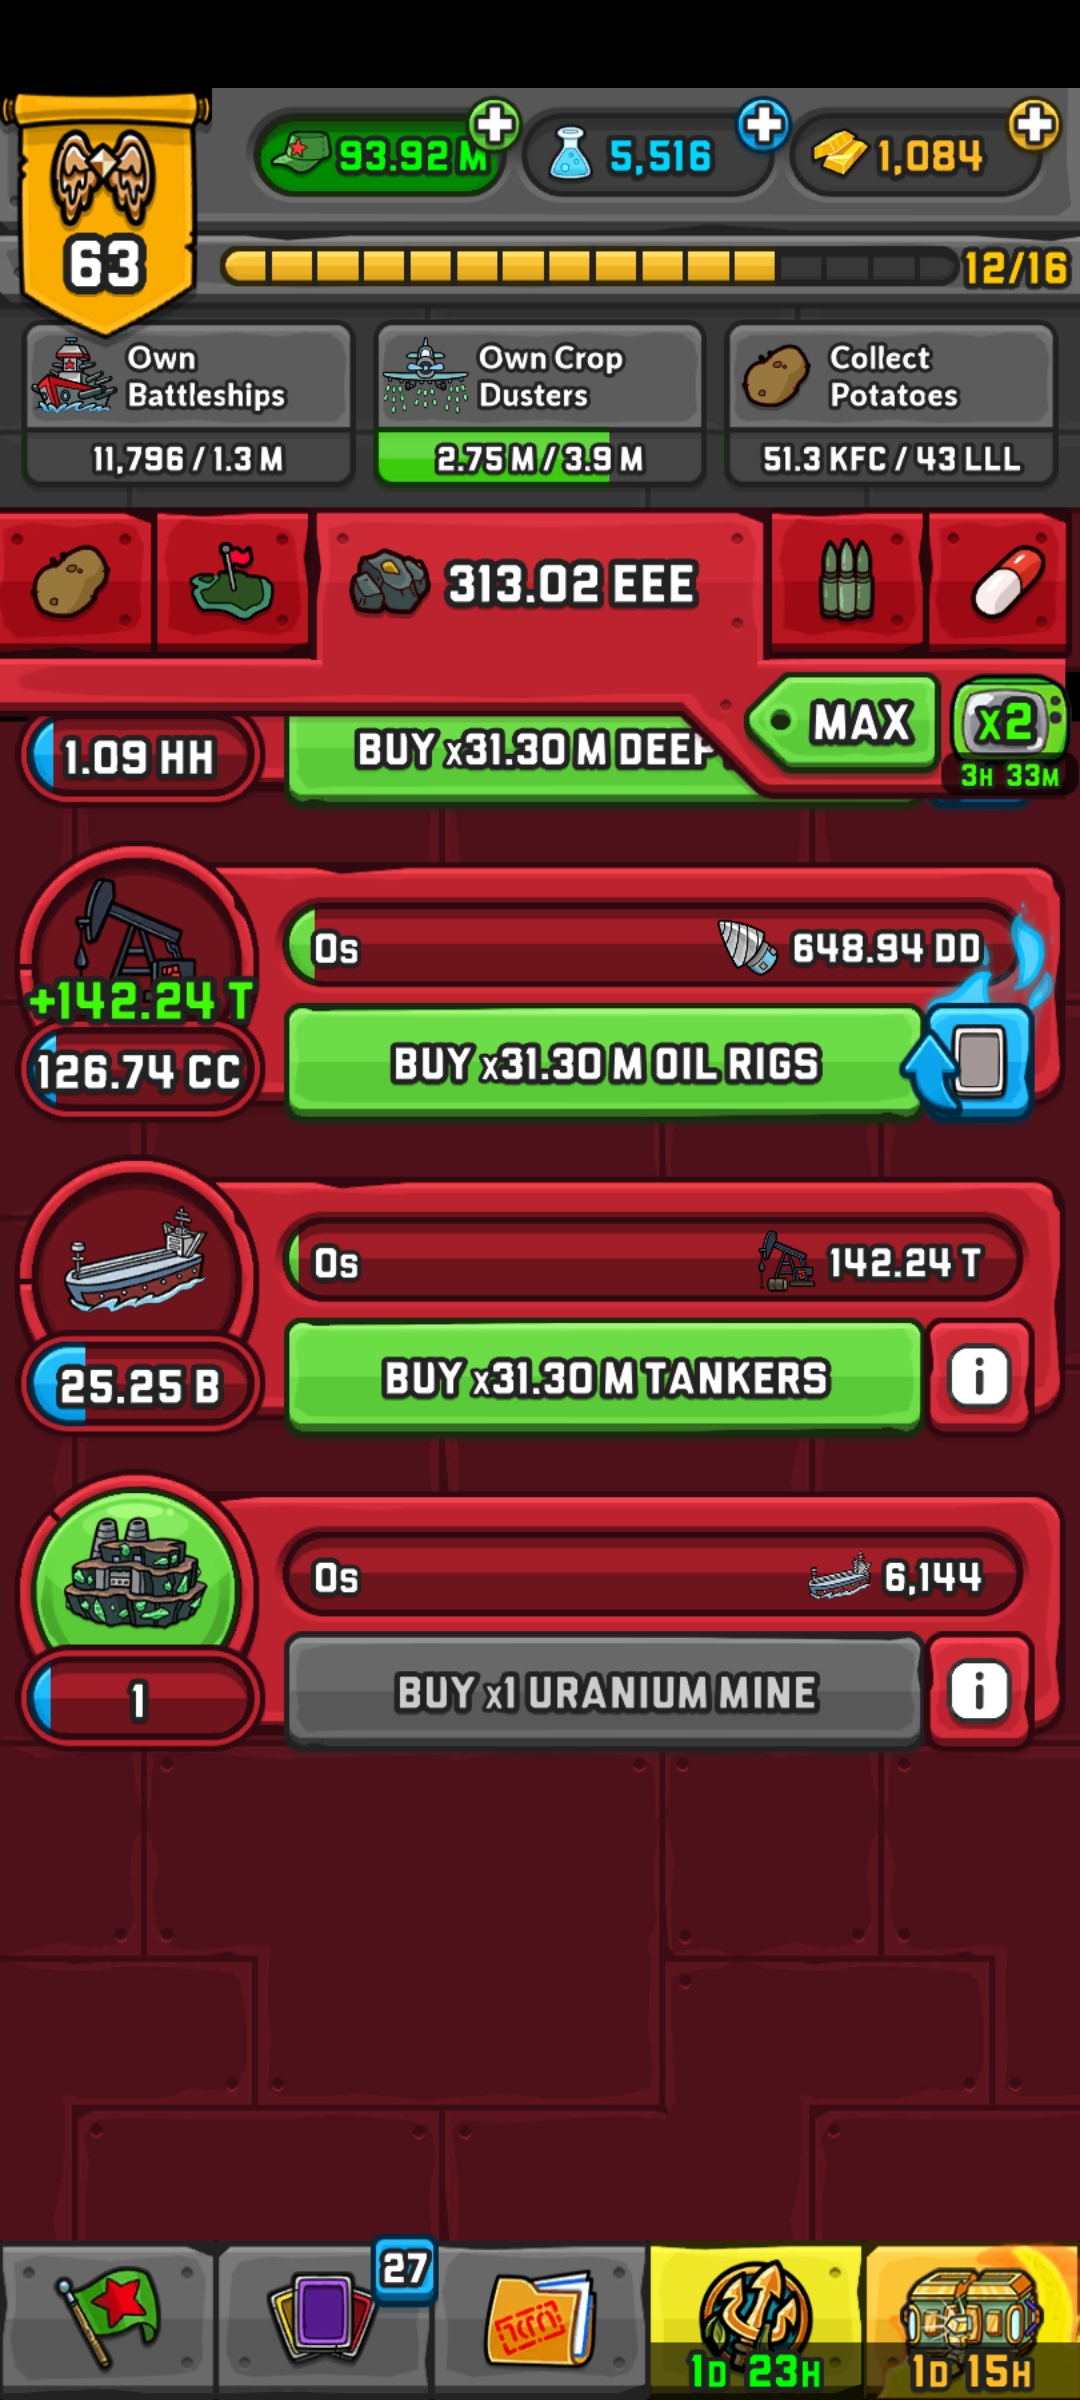 93.92 M
5,516
1,084
63
12/16
Own
Battleships
11,796 / 1.3 M
Own Crop
Dusters
2.75 M / 3.9 M
Collect
Potatoes
51.3 KFC / 43 LLL
313.02 EEE
MAX
x2
3H 33M
1.09 HH
BUY x31.30 M DEEP
0s
648.94 DD
+142.24 T
126.74 CC
BUY x31.30 M OIL RIGS
0s
142.24 T
25.25 B
BUY x31.30 M TANKERS
i
0s
6,144
1
BUY x1 URANIUM MINE
i
27
1D 23H
1D 15H